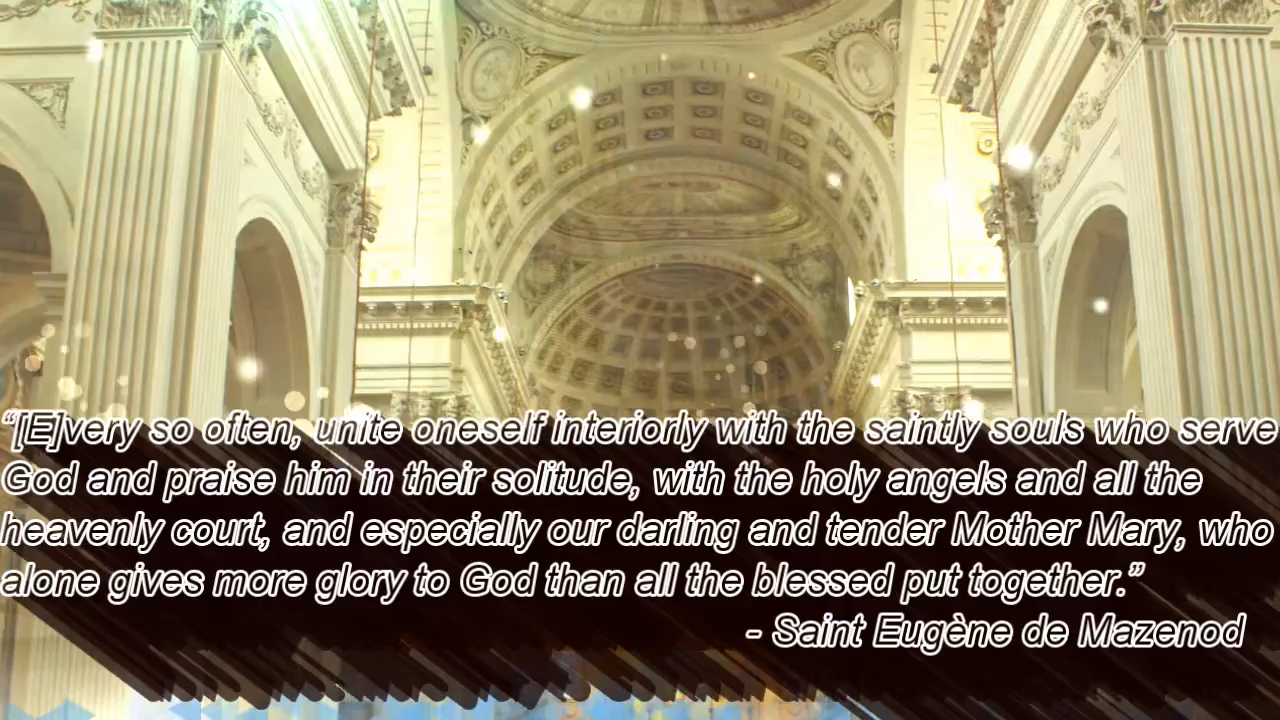 “[E]very so often, unite oneself interiorly with the saintly souls who serve
God and praise him in their solitude, with the holy angels and all the
heavenly court, and especially our darling and tender Mother Mary, who
alone gives more glory to God than all the blessed put together.”
- Saint Eugène de Mazenod